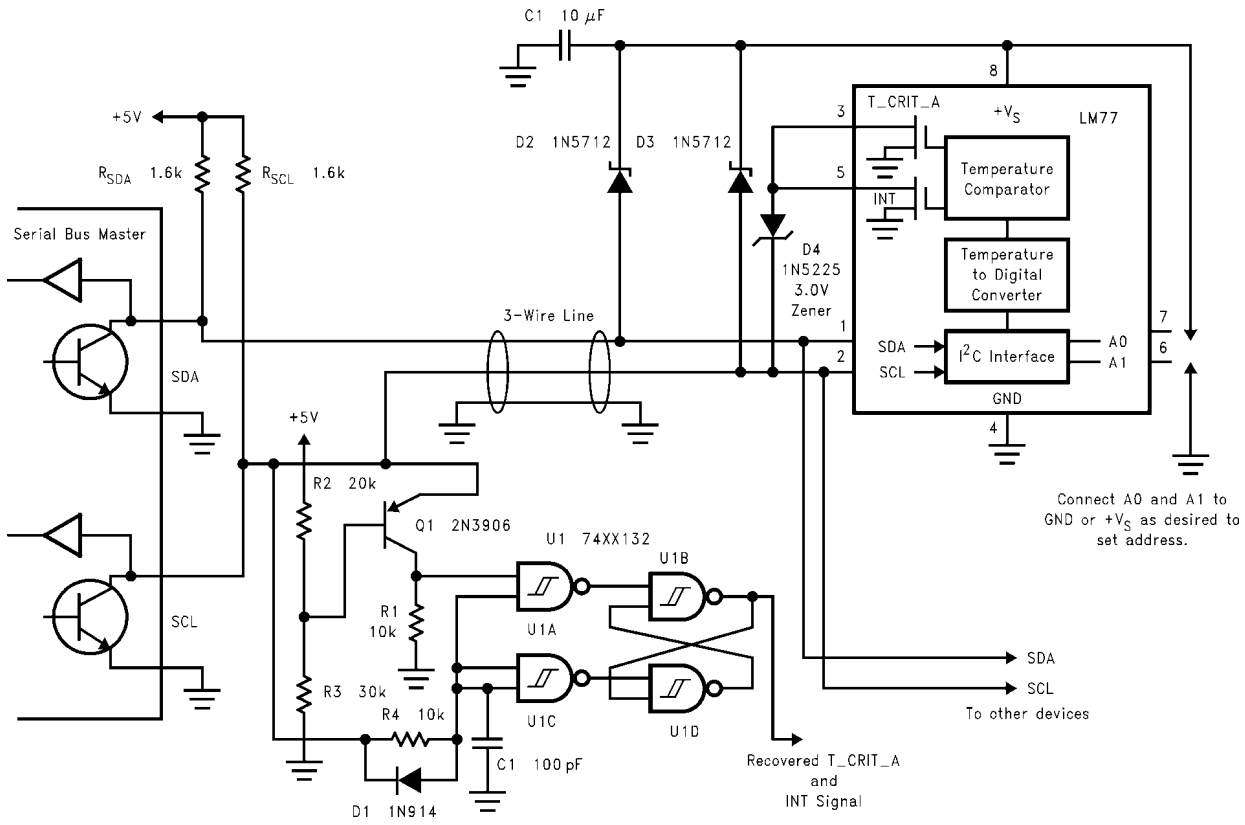 C1 10 μF
8
T_CRIT_A
+V_S
LM77
3
+5V
D2 1N5712
D3 1N5712
R_SDA 1.6k
R_SCL 1.6k
Temperature
Comparator
5
INT
Serial Bus Master
D4
1N5225
3.0V
Zener
Temperature
to Digital
Converter
3-Wire Line
1
7
SDA
A0
2
I²C Interface
6
SCL
A1
SDA
GND
4
+5V
R2 20k
Connect A0 and A1 to
GND or +V_S as desired to
set address.
Q1 2N3906
U1 74XX132
U1B
R1
10k
SCL
U1A
SDA
R3 30k
SCL
R4 10k
U1C
U1D
To other devices
C1 100 pF
Recovered T_CRIT_A
and
INT Signal
D1 1N914